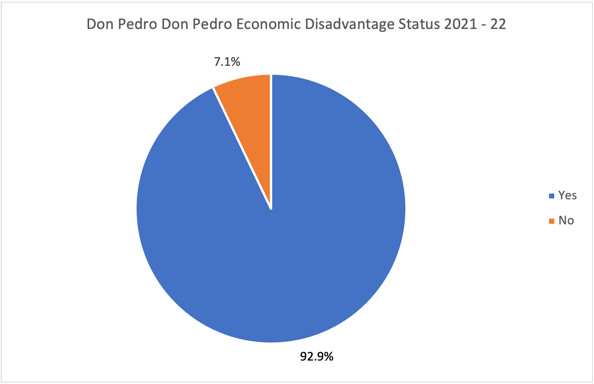 Don Pedro Don Pedro Economic Disadvantage Status 2021 - 22
7.1%
Yes
No
92.9%